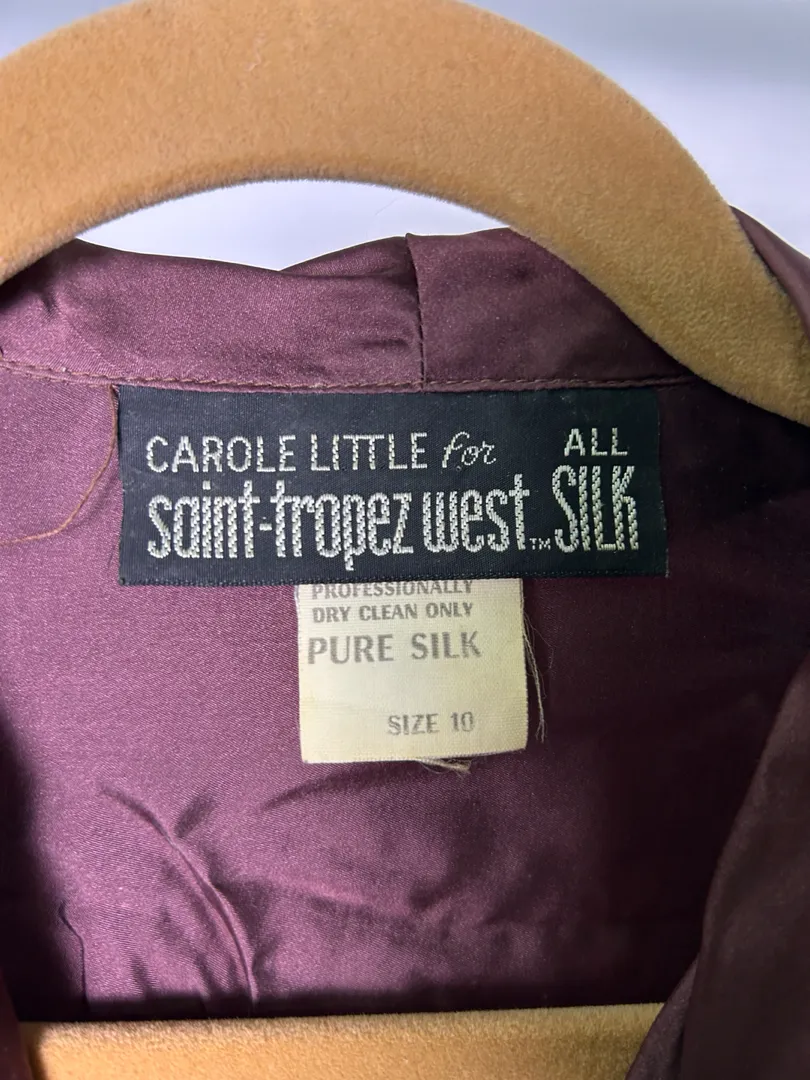 CAROLE LITTLE for ALL
saint-tropez west™ SILK
PROFESSIONALLY
DRY CLEAN ONLY
PURE SILK
SIZE 10